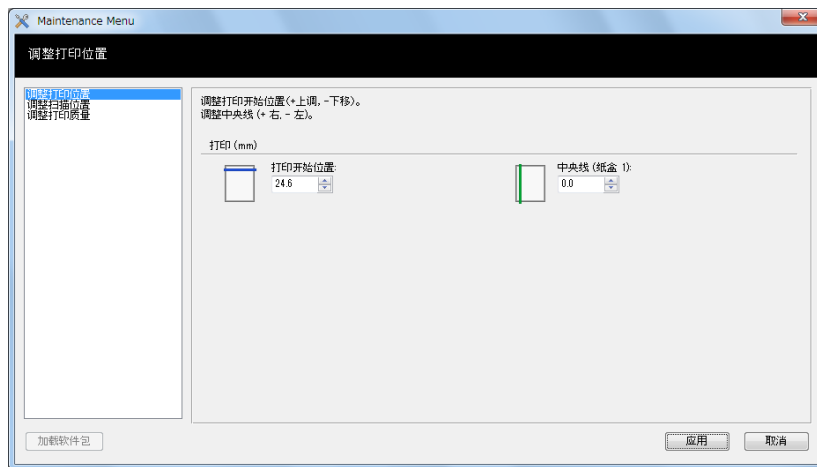 Maintenance Menu
调整打印位置
调整打印位置
调整扫描位置
调整打印质量
调整打印开始位置(+上调, -下移)。
调整中央线 (+ 右, - 左)。
打印 (mm)
打印开始位置:
24.6
中央线 (纸盒 1):
0.0
加载软件包
应用
取消